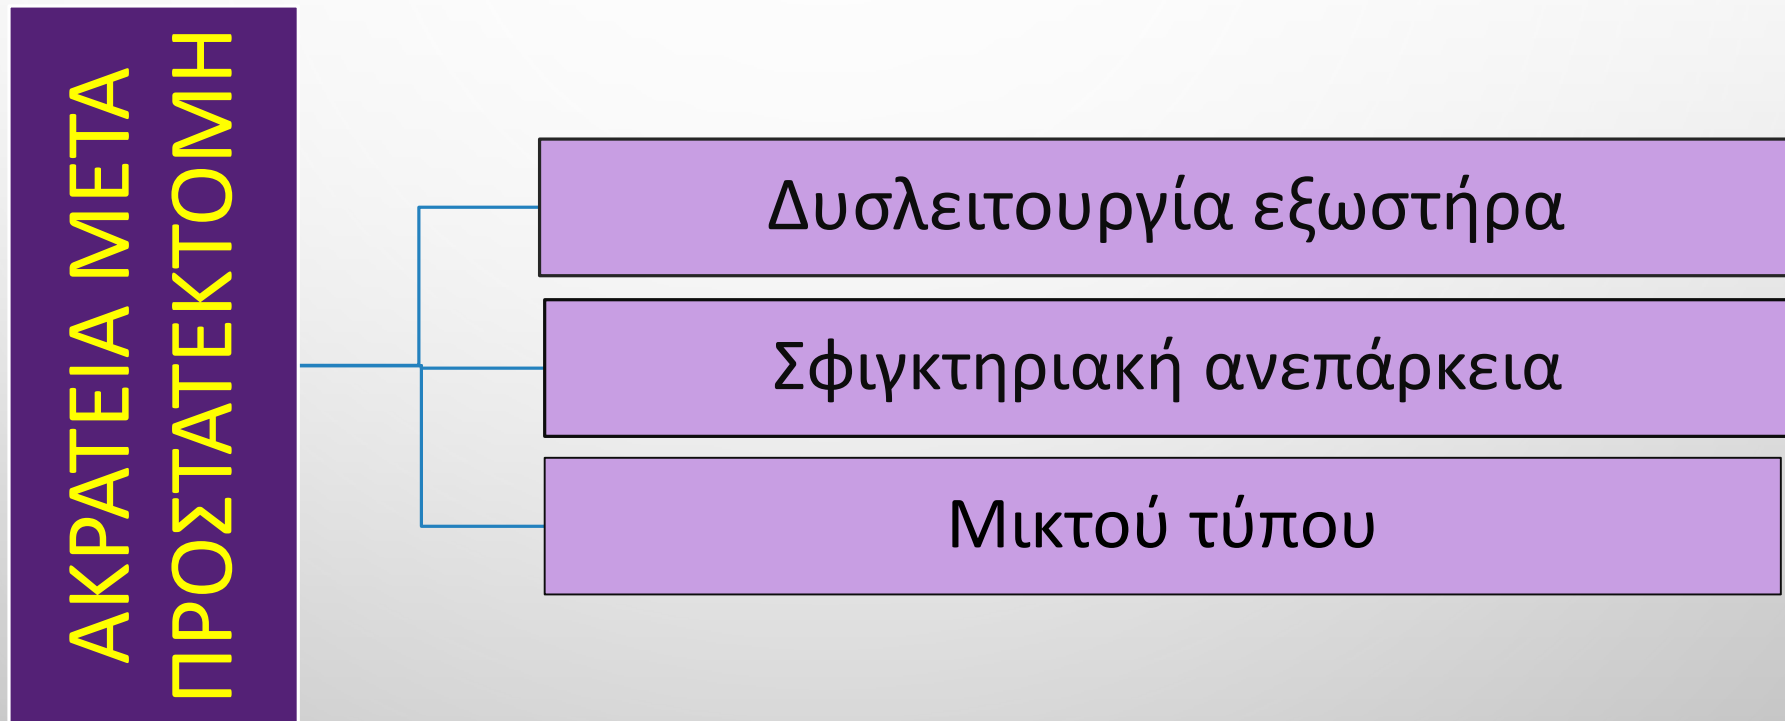 ΑΚΡΑΤΕΙΑ ΜΕΤΑ
ΠΡΟΣΤΑΤΕΚΤΟΜΗ
Δυσλειτουργία εξωστήρα
Σφιγκτηριακή ανεπάρκεια
Μικτού τύπου